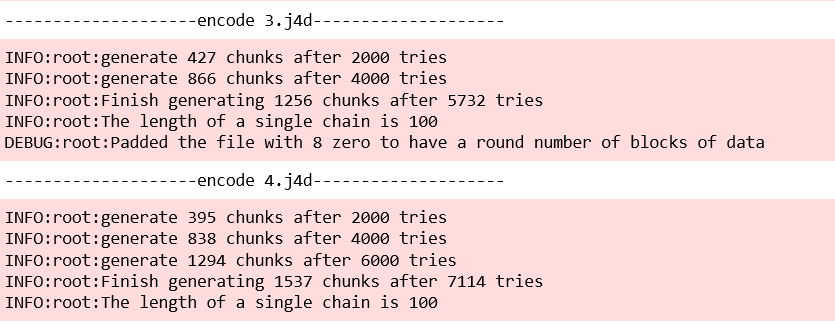 --------------------encode 3.j4d--------------------
INFO:root:generate 427 chunks after 2000 tries
INFO:root:generate 866 chunks after 4000 tries
INFO:root:Finish generating 1256 chunks after 5732 tries
INFO:root:The length of a single chain is 100
DEBUG:root:Padded the file with 8 zero to have a round number of blocks of data
--------------------encode 4.j4d--------------------
INFO:root:generate 395 chunks after 2000 tries
INFO:root:generate 838 chunks after 4000 tries
INFO:root:generate 1294 chunks after 6000 tries
INFO:root:Finish generating 1537 chunks after 7114 tries
INFO:root:The length of a single chain is 100